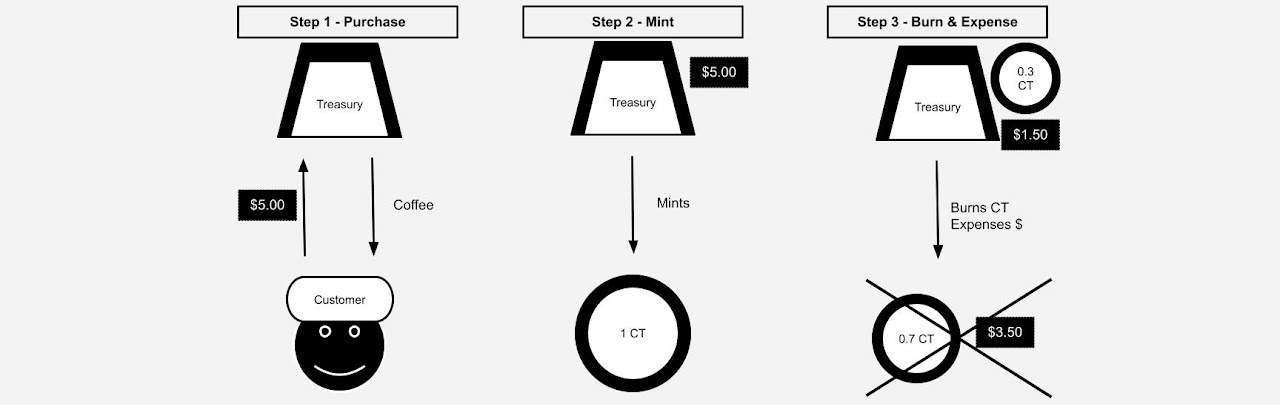 Step 1 - Purchase
Treasury
$5.00
Coffee
Customer
Step 2 - Mint
Treasury
$5.00
Mints
1 CT
Step 3 - Burn & Expense
Treasury
0.3
CT
$1.50
Burns CT
Expenses $
0.7 CT
$3.50